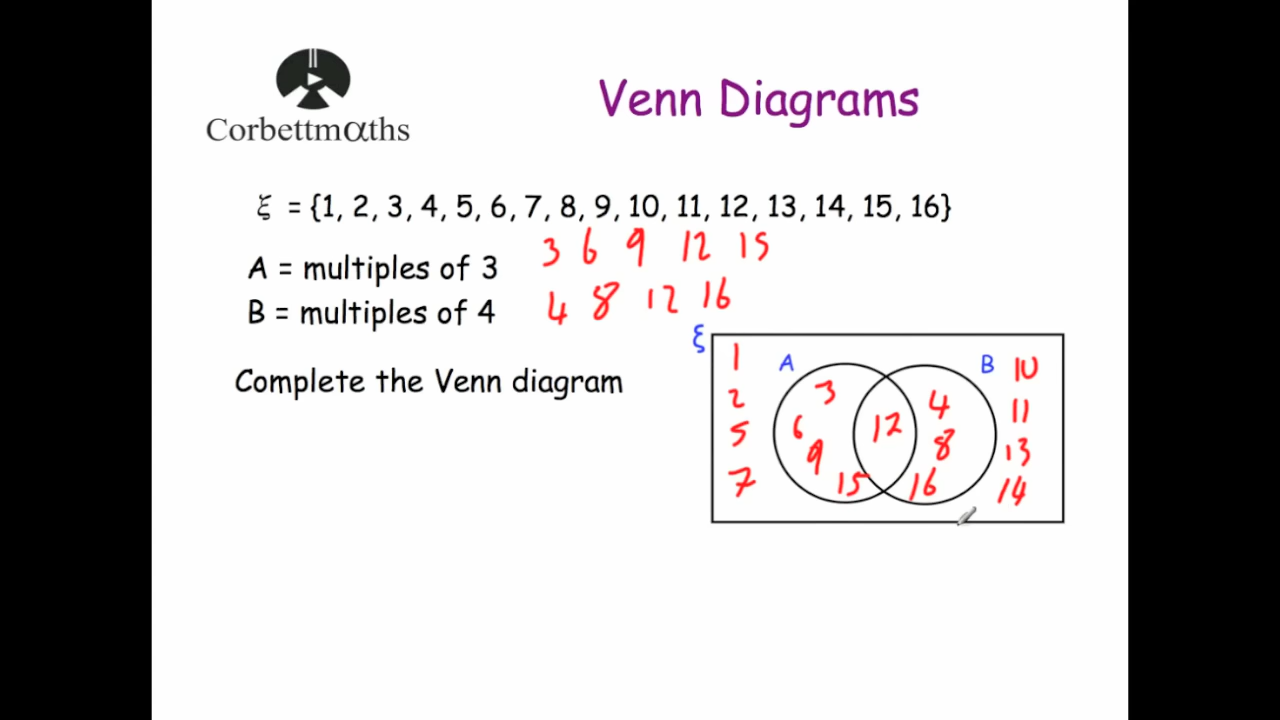 Corbettmαths
Venn Diagrams
ξ = {1, 2, 3, 4, 5, 6, 7, 8, 9, 10, 11, 12, 13, 14, 15, 16}
A = multiples of 3 3 6 9 12 15
B = multiples of 4 4 8 12 16
Complete the Venn diagram
ξ
1
2
5
7
A
3
6
9
15
12
B
4
8
16
10
11
13
14